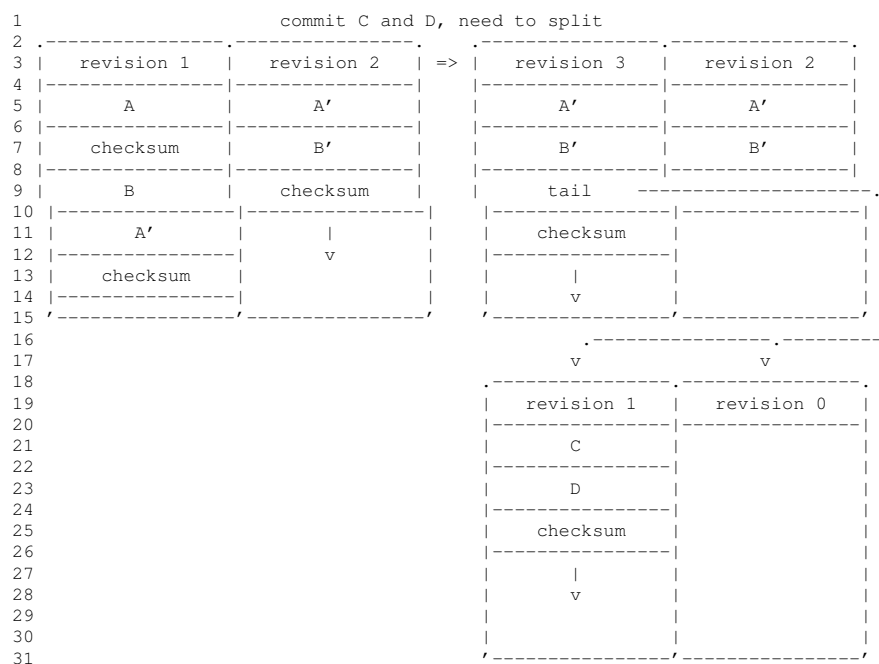 1                        commit C and D, need to split
2 .----------------.----------------.    .----------------.----------------.
3 |   revision 1   |   revision 2   | => |   revision 3   |   revision 2   |
4 |----------------|----------------|    |----------------|----------------|
5 |       A        |       A'       |    |       A'       |       A'       |
6 |----------------|----------------|    |----------------|----------------|
7 |    checksum    |       B'       |    |       B'       |       B'       |
8 |----------------|----------------|    |----------------|----------------|
9 |       B        |    checksum    |    |      tail    ---------------------.
10 |----------------|----------------|    |----------------|----------------|
11 |       A'       |       |        |    |    checksum    |                |
12 |----------------|       v        |    |----------------|                |
13 |    checksum    |                |    |       |        |                |
14 |----------------|                |    |       v        |                |
15 '----------------'----------------'    '----------------'----------------'
16                                                .----------------.---------
17                                                v                v
18                                        .----------------.----------------.
19                                        |   revision 1   |   revision 0   |
20                                        |----------------|----------------|
21                                        |       C        |                |
22                                        |----------------|                |
23                                        |       D        |                |
24                                        |----------------|                |
25                                        |    checksum    |                |
26                                        |----------------|                |
27                                        |       |        |                |
28                                        |       v        |                |
29                                        |                |                |
30                                        |                |                |
31                                        '----------------'----------------'